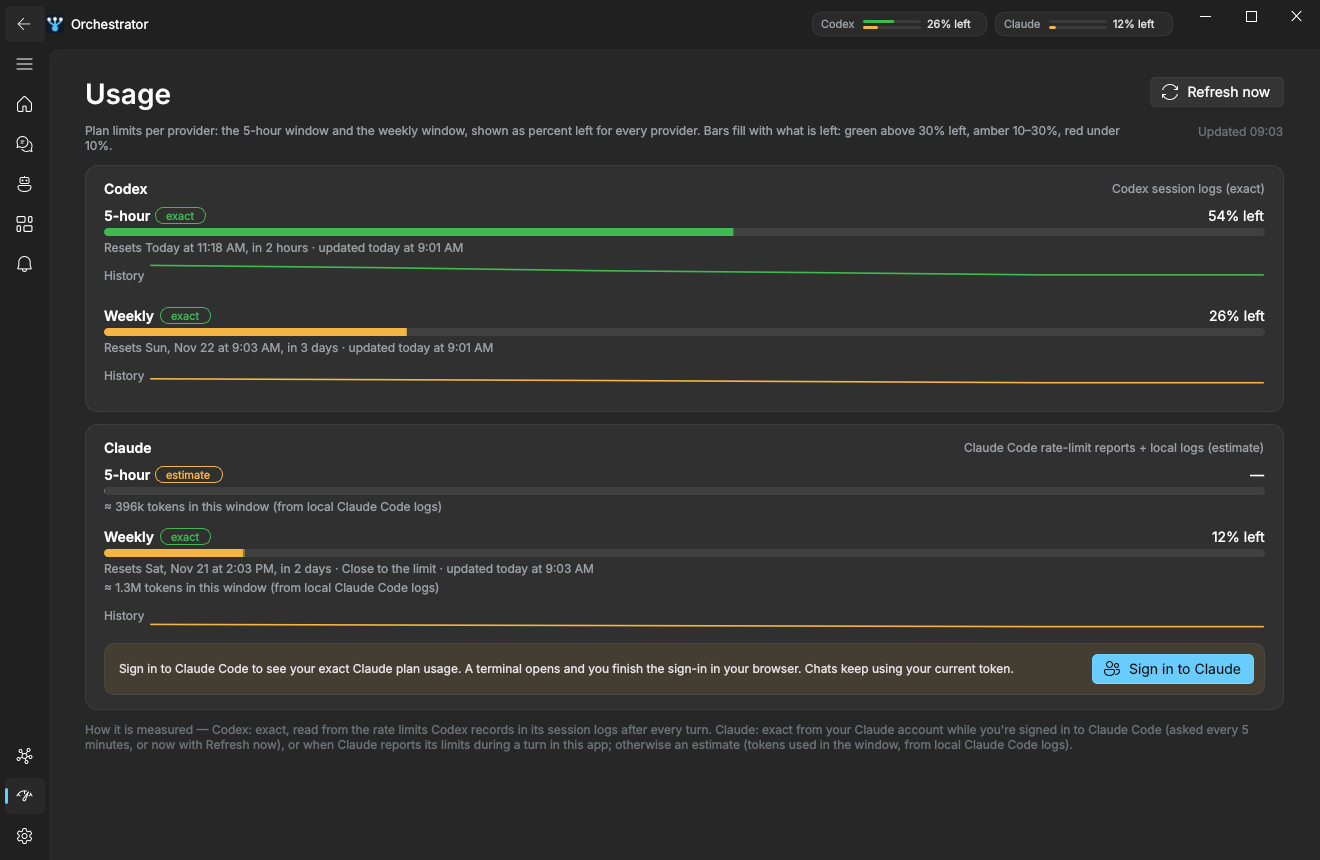 Orchestrator
Codex 26% left
Claude 12% left
Usage
Refresh now
Plan limits per provider: the 5-hour window and the weekly window, shown as percent left for every provider. Bars fill with what is left: green above 30% left, amber 10–30%, red under
10%.
Updated 09:03
Codex
Codex session logs (exact)
5-hour exact
54% left
Resets Today at 11:18 AM, in 2 hours · updated today at 9:01 AM
History
Weekly exact
26% left
Resets Sun, Nov 22 at 9:03 AM, in 3 days · updated today at 9:01 AM
History
Claude
Claude Code rate-limit reports + local logs (estimate)
5-hour estimate
—
≈ 396k tokens in this window (from local Claude Code logs)
Weekly exact
12% left
Resets Sat, Nov 21 at 2:03 PM, in 2 days · Close to the limit · updated today at 9:03 AM
≈ 1.3M tokens in this window (from local Claude Code logs)
History
Sign in to Claude Code to see your exact Claude plan usage. A terminal opens and you finish the sign-in in your browser. Chats keep using your current token.
Sign in to Claude
How it is measured — Codex: exact, read from the rate limits Codex records in its session logs after every turn. Claude: exact from your Claude account while you're signed in to Claude Code (asked every 5
minutes, or now with Refresh now), or when Claude reports its limits during a turn in this app; otherwise an estimate (tokens used in the window, from local Claude Code logs).